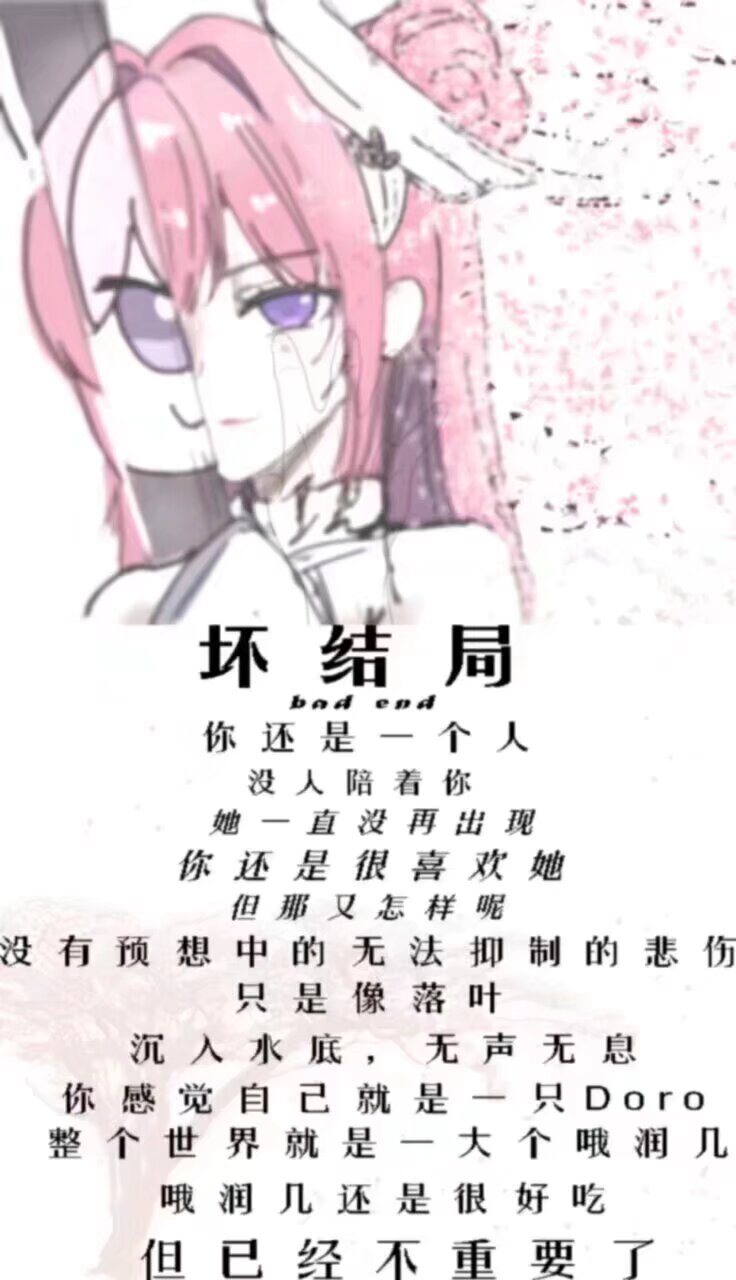 坏结局
bad end
你还是一个人
没人陪着你
她一直没再出现
你还是很喜欢她
但那又怎样呢
没有预想中的无法抑制的悲伤
只是像落叶
沉入水底，无声无息
你感觉自己就是一只Doro
整个世界就是一大个哦润几
哦润几还是很好吃
但已经不重要了